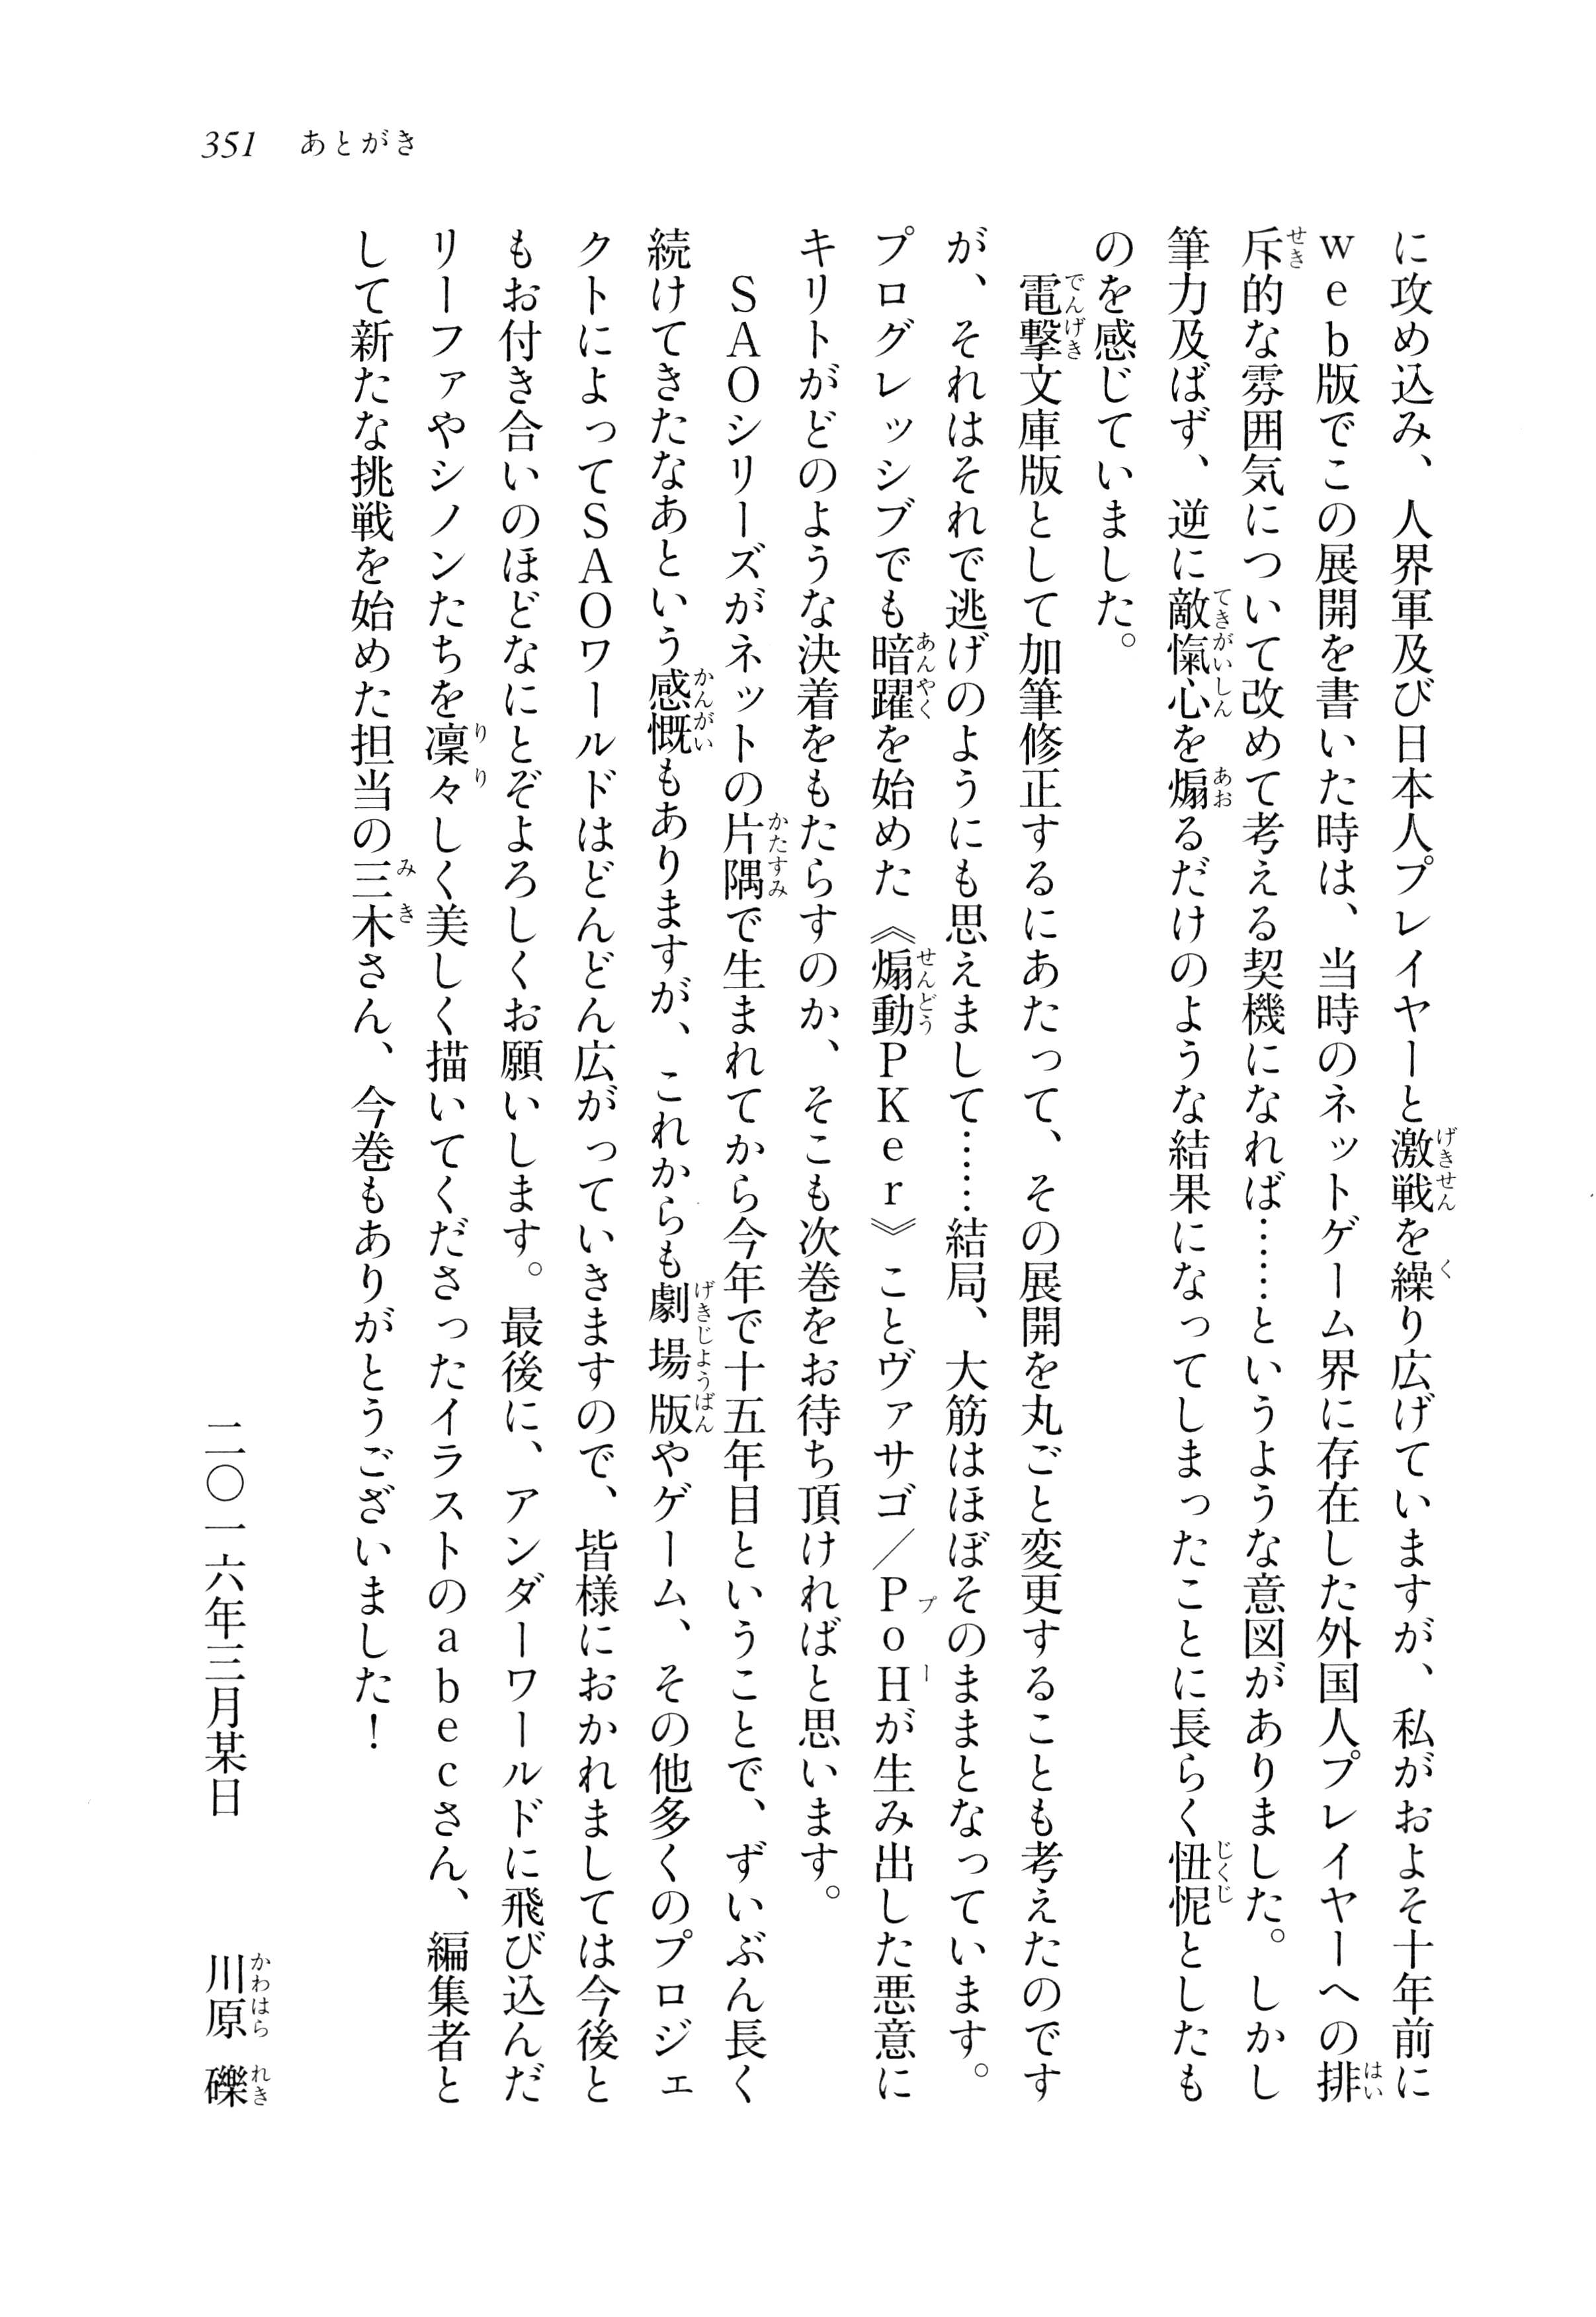 351 あとがき
に攻め込み、人界軍及び日本人プレイヤーと激戦を繰り広げていますが、私がおよそ十年前に
web版でこの展開を書いた時は、当時のネットゲーム界に存在した外国人プレイヤーへの排
斥的な雰囲気について改めて考える契機になれば……というような意図がありました。しかし
筆力及ばず、逆に敵愾心を煽るだけのような結果になってしまったことに長らく忸怩としたも
のを感じていました。
　電撃文庫版として加筆修正するにあたって、その展開を丸ごと変更することも考えたのです
が、それはそれで逃げのようにも思えまして……結局、大筋はほぼそのままとなっています。
プログレッシブでも暗躍を始めた《煽動PKer》ことヴァサゴ／PoHが生み出した悪意に
キリトがどのような決着をもたらすのか、そこも次巻をお待ち頂ければと思います。
　SAOシリーズがネットの片隅で生まれてから今年で十五年目ということで、ずいぶん長く
続けてきたなあという感慨もありますが、これからも劇場版やゲーム、その他多くのプロジェ
クトによってSAOワールドはどんどん広がっていきますので、皆様におかれましては今後と
もお付き合いのほどなにとぞよろしくお願いします。最後に、アンダーワールドに飛び込んだ
リーファやシノンたちを凜々しく美しく描いてくださったイラストのabecさん、編集者と
して新たな挑戦を始めた担当の三木さん、今巻もありがとうございました！
二〇一六年三月某日　　川原　礫